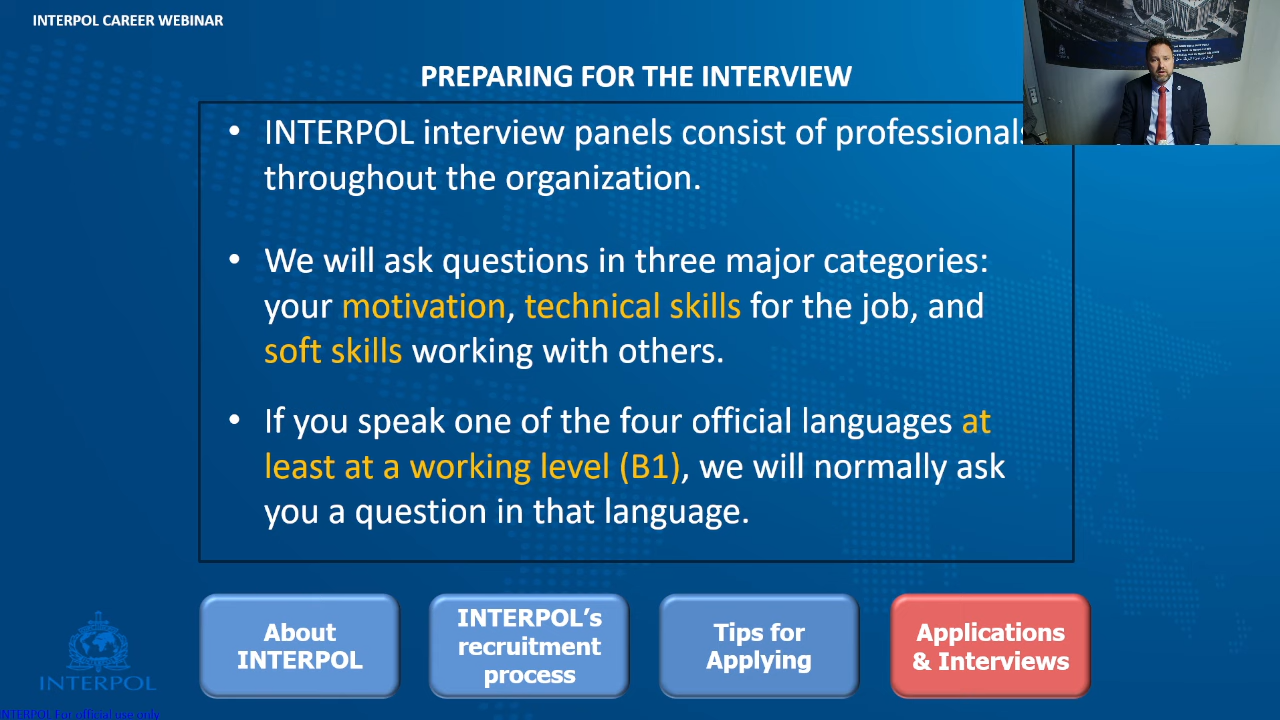 INTERPOL CAREER WEBINAR
PREPARING FOR THE INTERVIEW
• INTERPOL interview panels consist of professionals
throughout the organization.
• We will ask questions in three major categories:
your motivation, technical skills for the job, and
soft skills working with others.
• If you speak one of the four official languages at
least at a working level (B1), we will normally ask
you a question in that language.
About
INTERPOL
INTERPOL’s
recruitment
process
Tips for
Applying
Applications
& Interviews
INTERPOL
INTERPOL For official use only